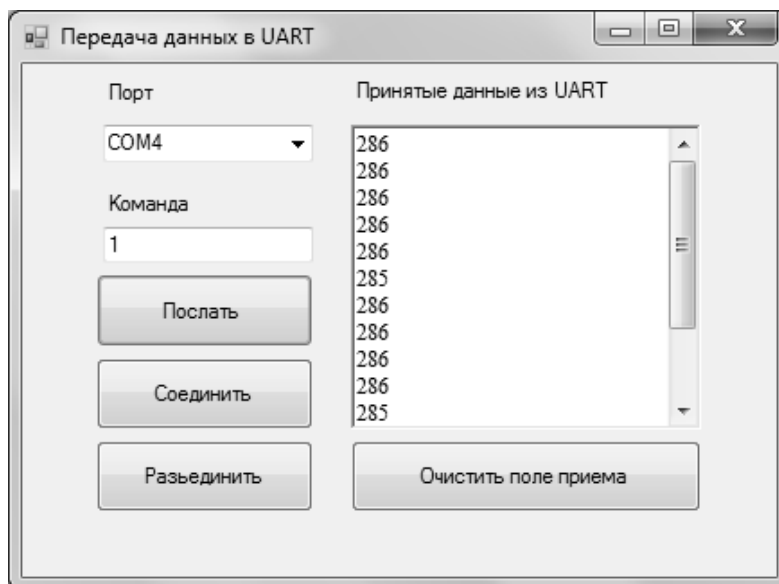 Передача данных в UART
Порт
COM4
Команда
1
Послать
Соединить
Разьединить
Принятые данные из UART
286
286
286
286
286
285
286
286
286
286
285
Очистить поле приема